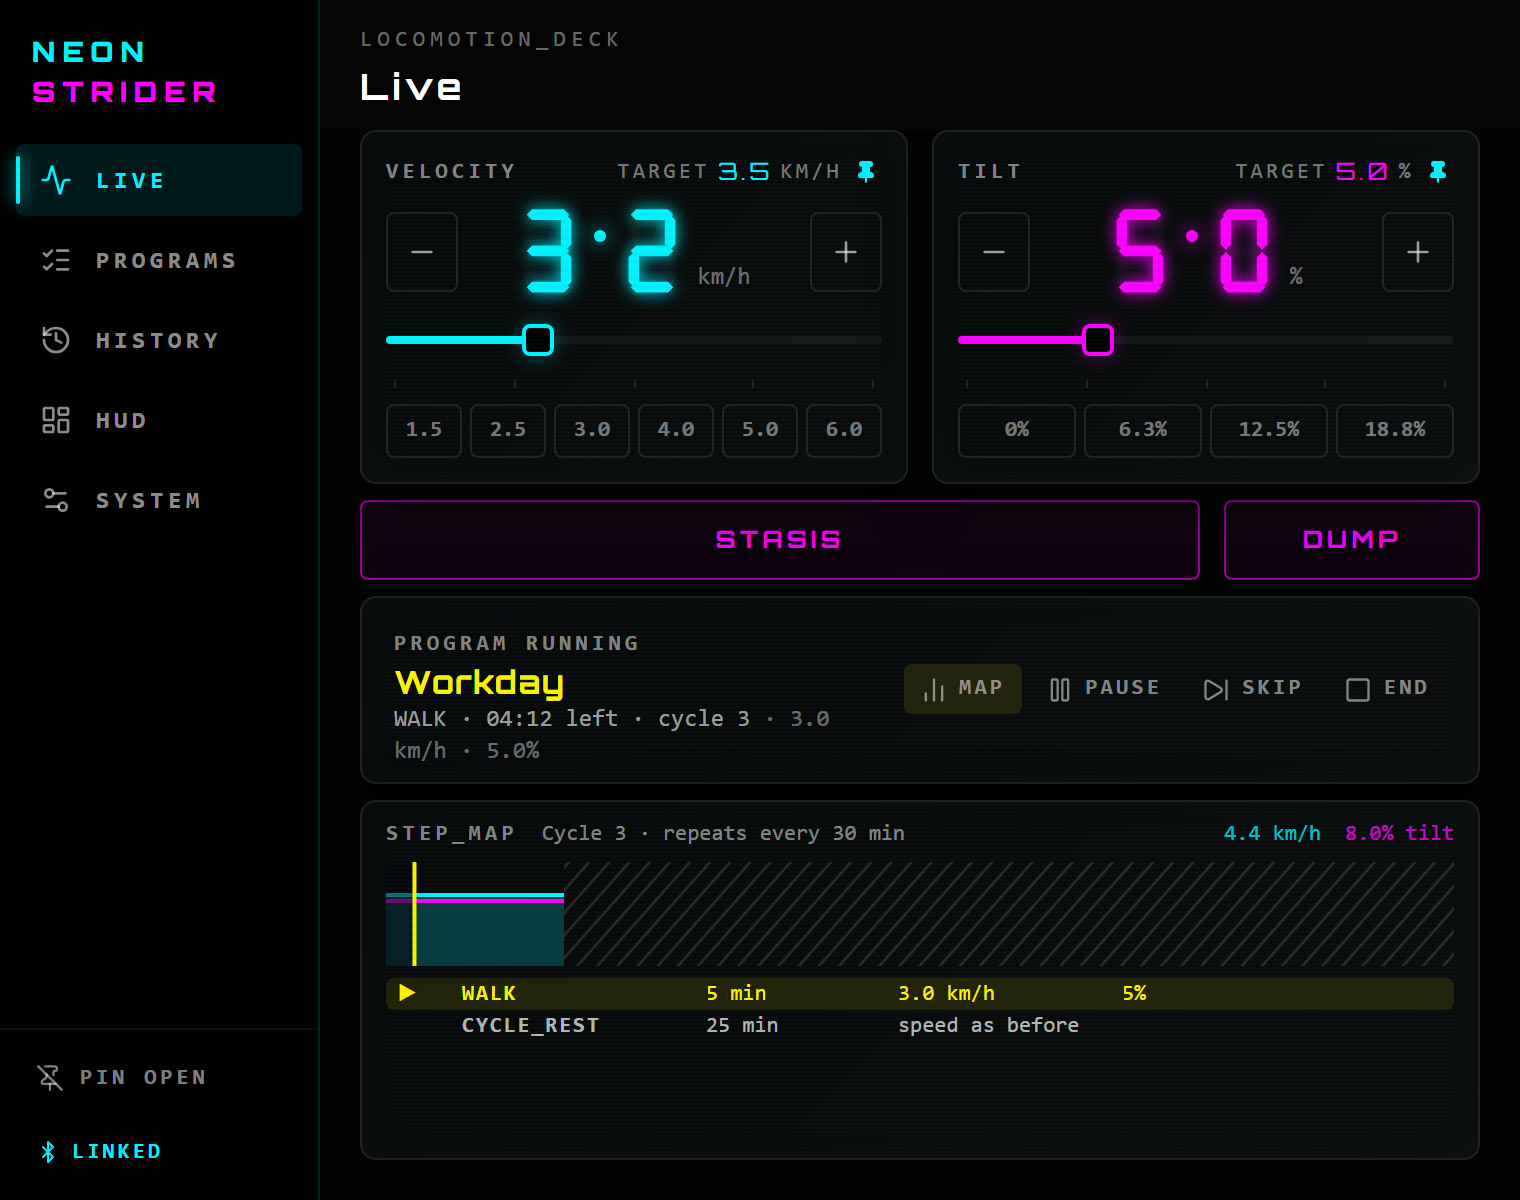 NEON
STRIDER
LIVE
PROGRAMS
HISTORY
HUD
SYSTEM
PIN OPEN
LINKED
LOCOMOTION_DECK
Live
VELOCITY TARGET 3.5 KM/H
− 3.2 km/h +
1.5 2.5 3.0 4.0 5.0 6.0
TILT TARGET 5.0 %
− 5.0 % +
0% 6.3% 12.5% 18.8%
STASIS DUMP
PROGRAM RUNNING
Workday
WALK · 04:12 left · cycle 3 · 3.0
km/h · 5.0%
MAP PAUSE SKIP END
STEP_MAP Cycle 3 · repeats every 30 min 4.4 km/h 8.0% tilt
WALK 5 min 3.0 km/h 5%
CYCLE_REST 25 min speed as before